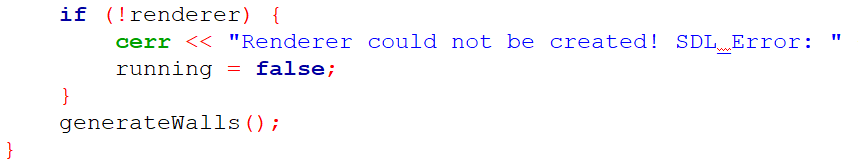 if (!renderer) {
cerr << "Renderer could not be created! SDL_Error: "
running = false;
}
generateWalls();
}